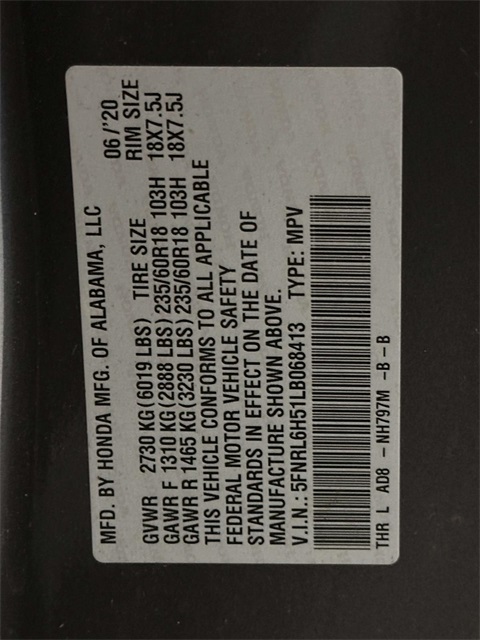 MFD. BY HONDA MFG. OF ALABAMA, LLC 06/'20
GVWR 2730 KG(6019 LBS) TIRE SIZE RIM SIZE
GAWR F 1310 KG(2888 LBS)235/60R18 103H 18X7.5J
GAWR R 1465 KG(3230 LBS)235/60R18 103H 18X7.5J
THIS VEHICLE CONFORMS TO ALL APPLICABLE
FEDERAL MOTOR VEHICLE SAFETY
STANDARDS IN EFFECT ON THE DATE OF
MANUFACTURE SHOWN ABOVE.
V.I.N.: 5FNRL6H51LB068413 TYPE: MPV
THR L AD8 - NH797M -B-B